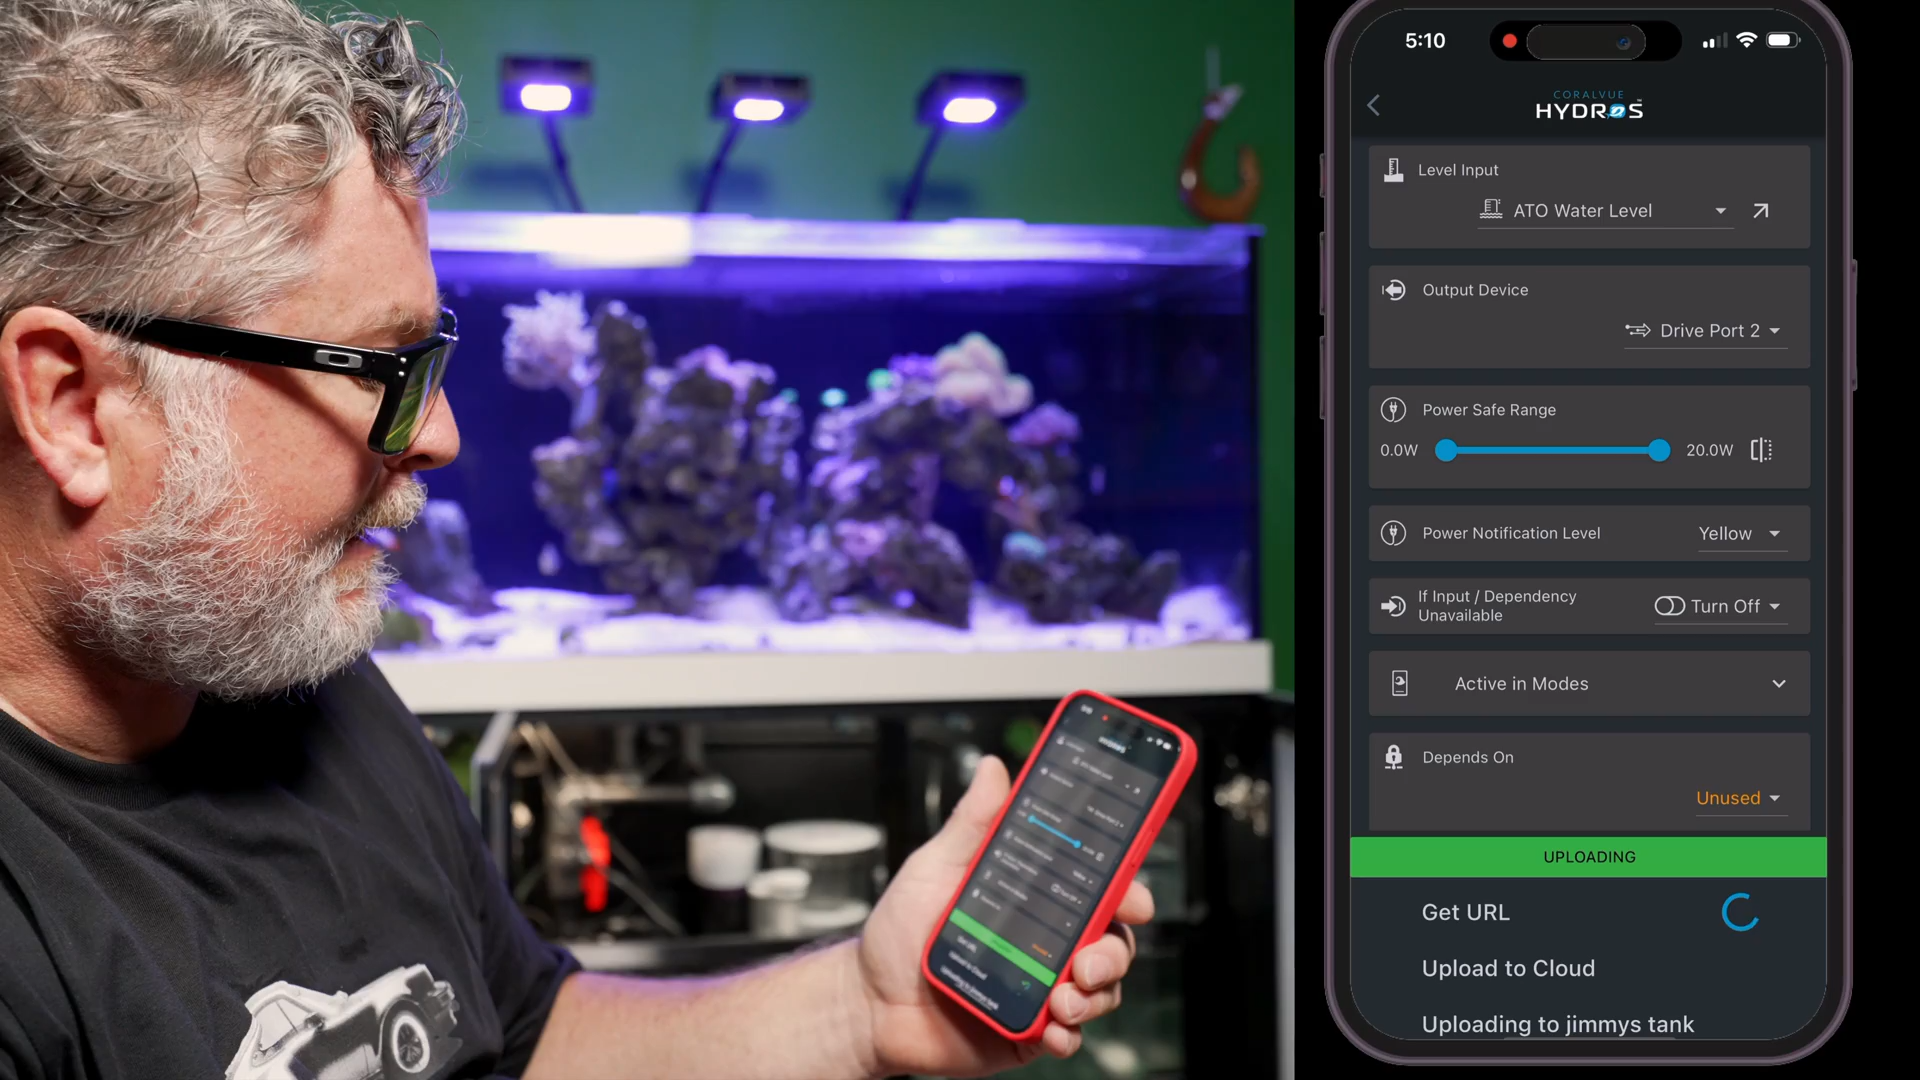 5:10
CORALVUE
HYDROS
Level Input
ATO Water Level
Output Device
Drive Port 2
Power Safe Range
0.0W
20.0W
Power Notification Level
Yellow
If Input / Dependency
Unavailable
Turn Off
Active in Modes
Depends On
Unused
UPLOADING
Get URL
Upload to Cloud
Uploading to jimmys tank